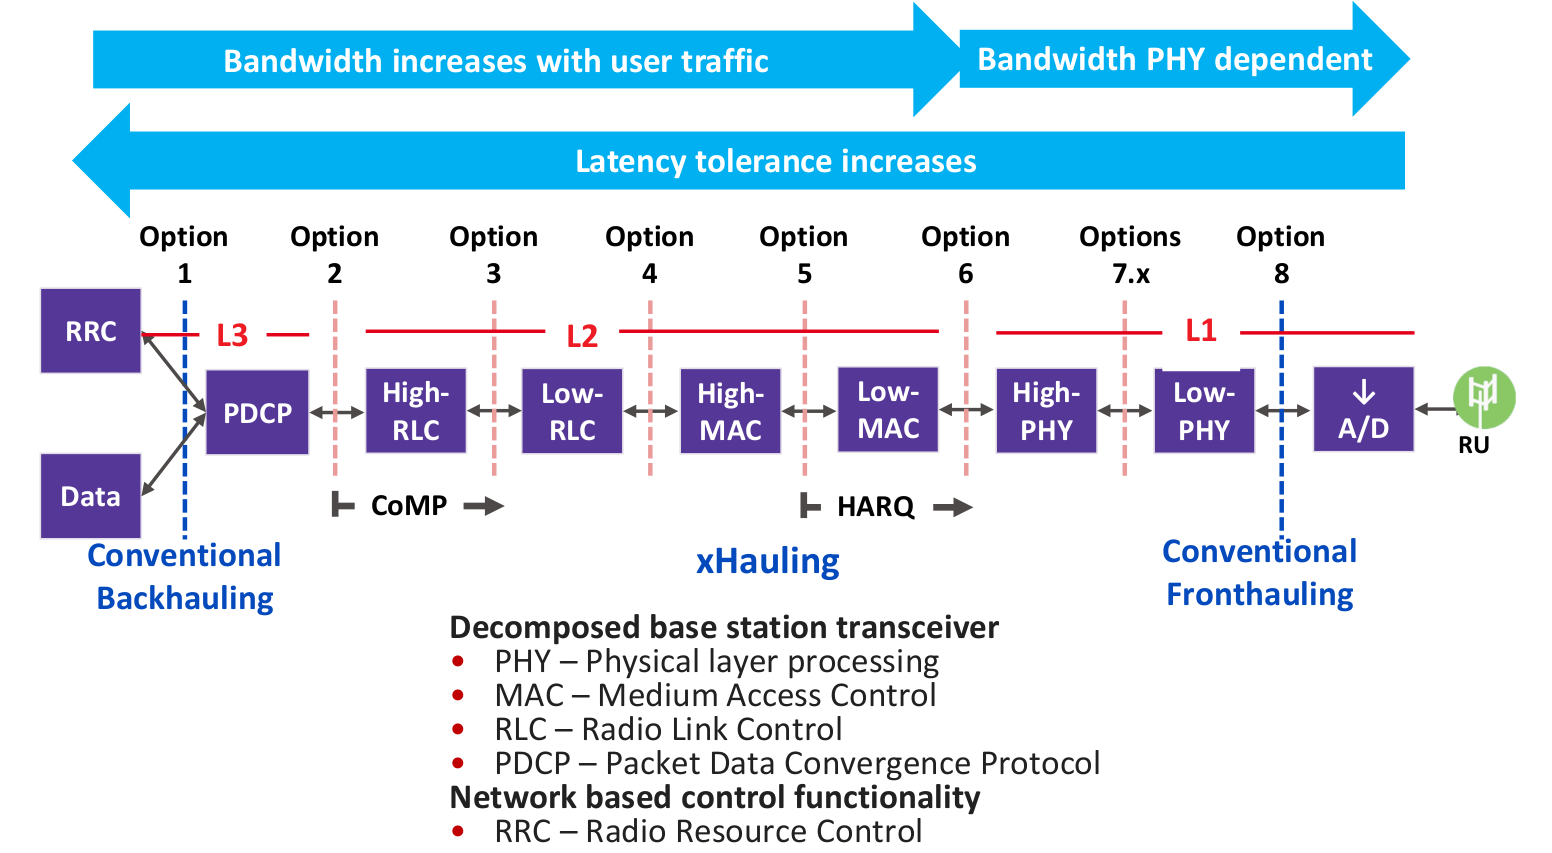 Bandwidth increases with user traffic
Bandwidth PHY dependent
Latency tolerance increases
Option 1
Option 2
Option 3
Option 4
Option 5
Option 6
Options 7.x
Option 8
RRC
L3
L2
L1
PDCP
High-RLC
Low-RLC
High-MAC
Low-MAC
High-PHY
Low-PHY
↓ A/D
RU
Data
CoMP
HARQ
Conventional
Backhauling
xHauling
Conventional
Fronthauling
Decomposed base station transceiver
• PHY – Physical layer processing
• MAC – Medium Access Control
• RLC – Radio Link Control
• PDCP – Packet Data Convergence Protocol
Network based control functionality
• RRC – Radio Resource Control